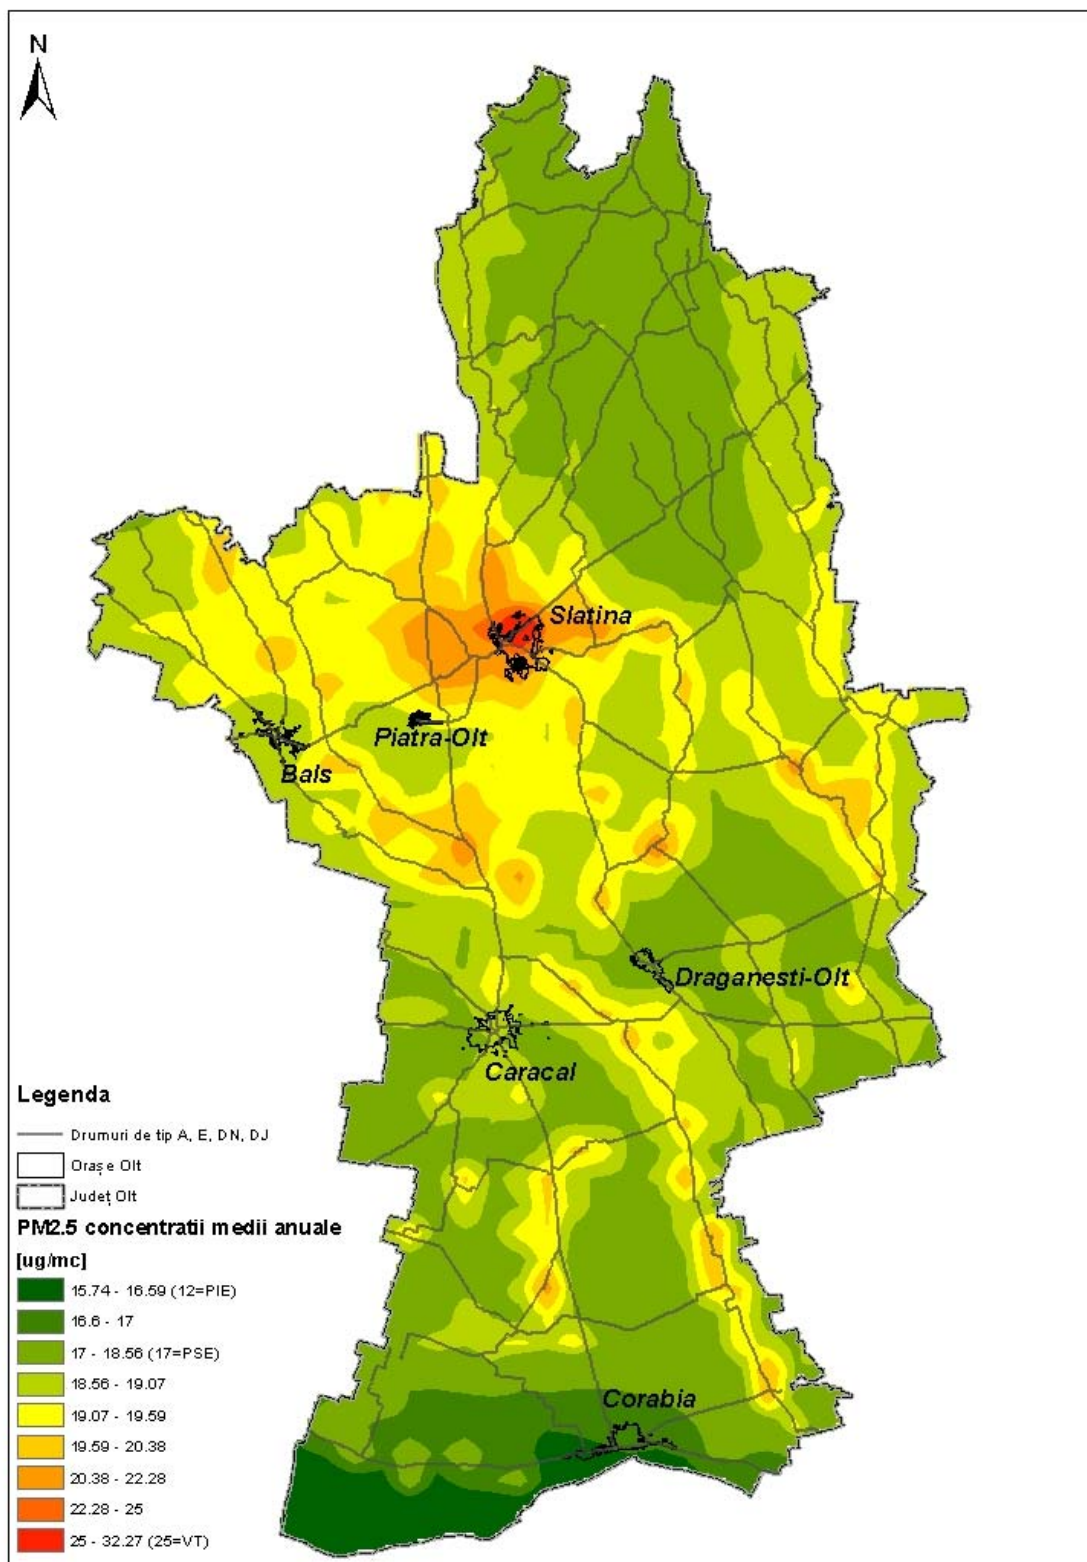 N
Slatina
Piatra-Olt
Bals
Draganesti-Olt
Caracal
Corabia
Legenda
Drumuri de tip A, E, DN, DJ
Orașe Olt
Județ Olt
PM2.5 concentratii medii anuale
[ug/mc]
15.74 - 16.59 (12=PIE)
16.6 - 17
17 - 18.56 (17=PSE)
18.56 - 19.07
19.07 - 19.59
19.59 - 20.38
20.38 - 22.28
22.28 - 25
25 - 32.27 (25=VT)